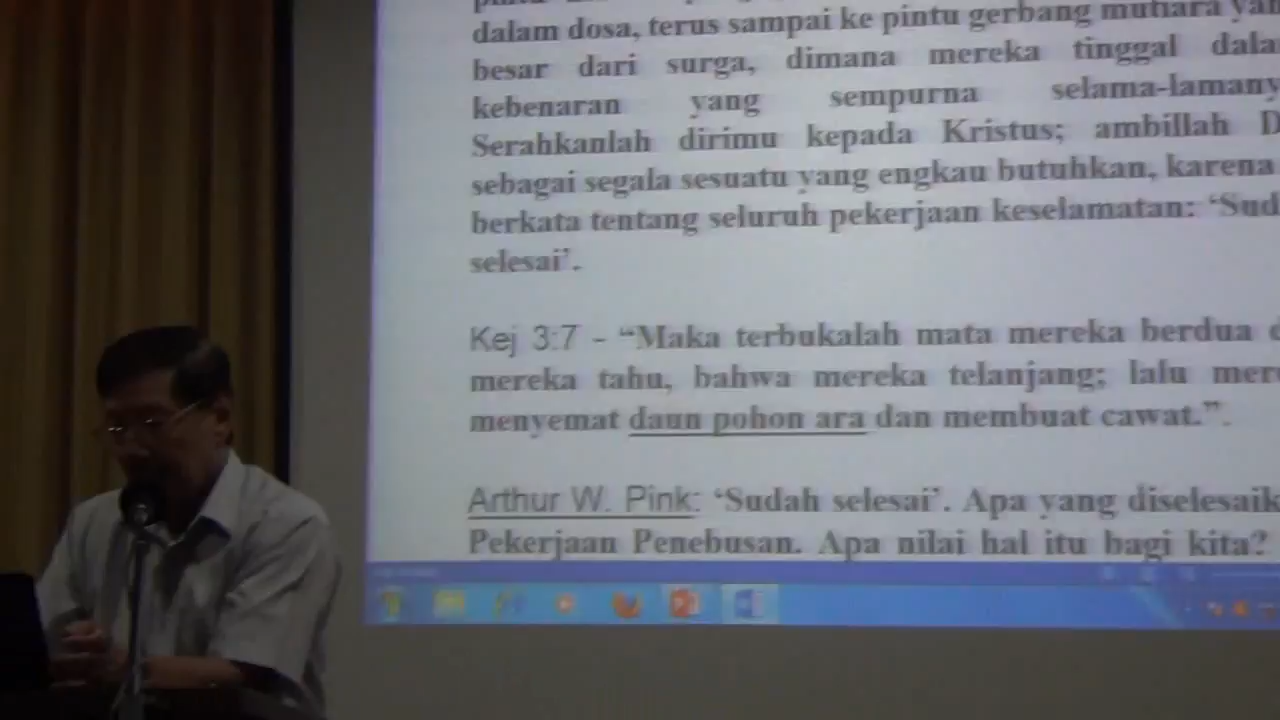 dalam dosa, terus sampai ke pintu gerbang mutiara
besar dari surga, dimana mereka tinggal
kebenaran yang sempurna
Serahkanlah dirimu kepada Kristus; ambillah
sebagai segala sesuatu yang engkau butuhkan, karena
berkata tentang seluruh pekerjaan keselamatan: ‘Sud
selesai’.
Kej 3:7 - “Maka terbukalah mata mereka berdua
mereka tahu, bahwa mereka telanjang; lalu mere
menyemat daun pohon ara dan membuat cawat.”.
Arthur W. Pink: ‘Sudah selesai’. Apa yang diselesaik
Pekerjaan Penebusan. Apa nilai hal itu bagi kita?